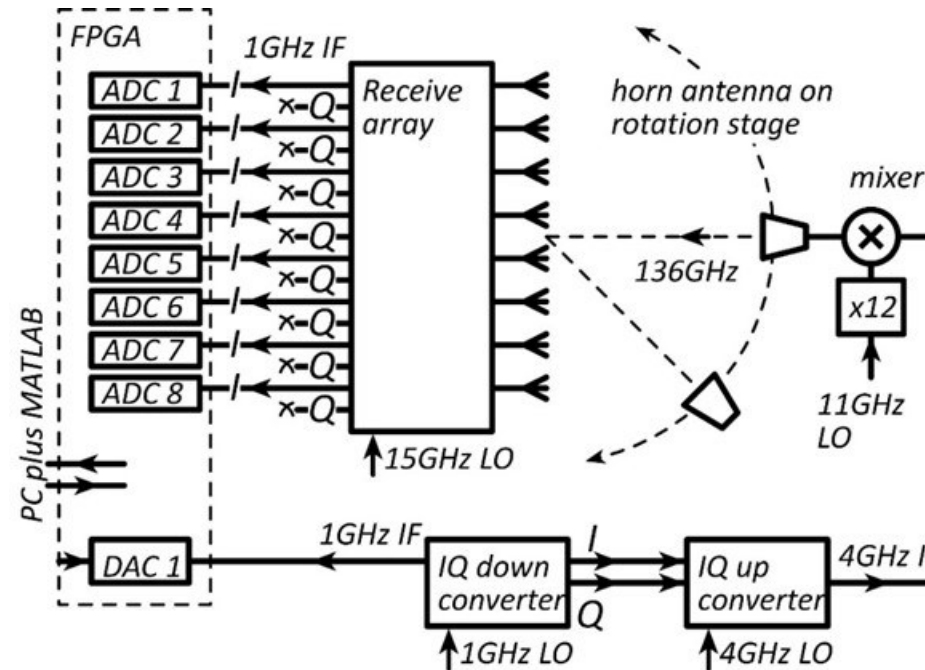 FPGA
1GHz IF
ADC 1
ADC 2
ADC 3
ADC 4
ADC 5
ADC 6
ADC 7
ADC 8
Q
Q
Q
Q
Q
Q
Q
Q
Receive
array
15GHz LO
horn antenna on
rotation stage
136GHz
mixer
x12
11GHz
LO
PC plus MATLAB
DAC 1
1GHz IF
IQ down
converter
1GHz LO
I
Q
IQ up
converter
4GHz LO
4GHz I